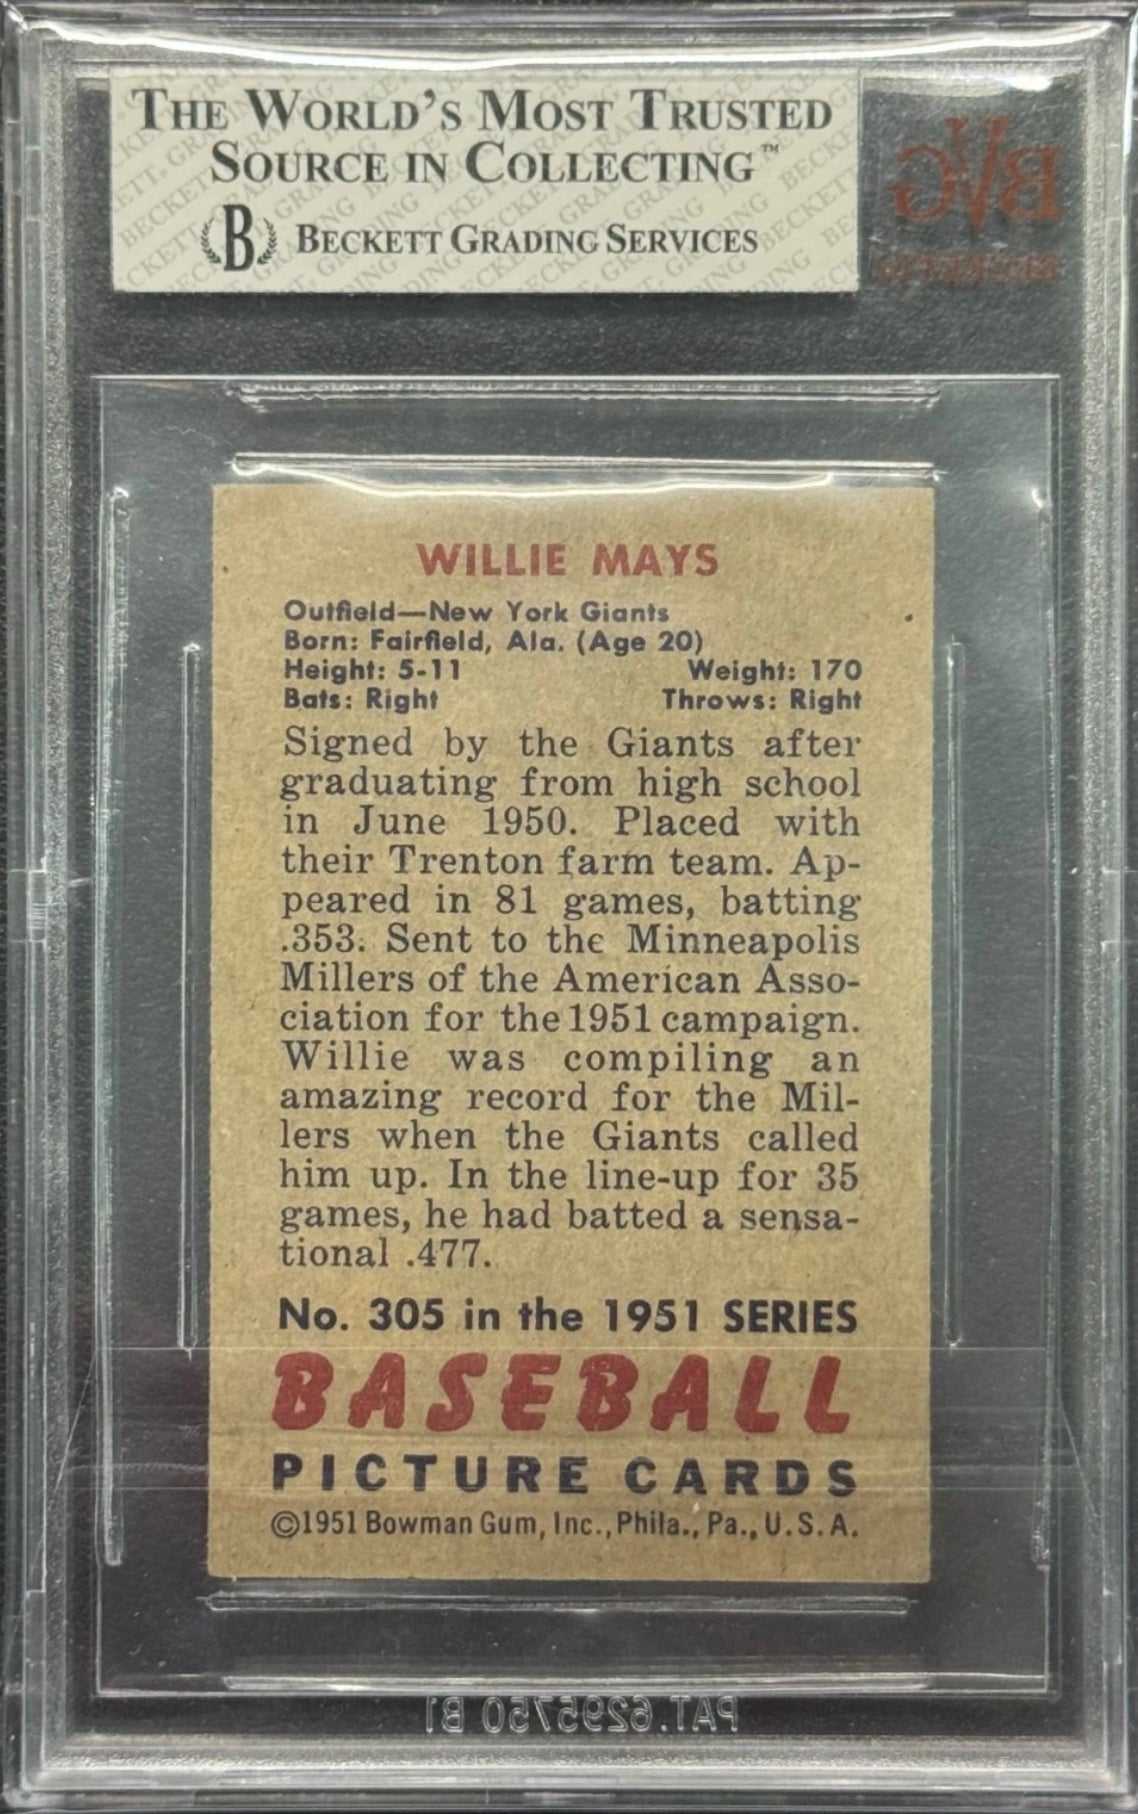 THE WORLD'S MOST TRUSTED
SOURCE IN COLLECTING™
B BECKETT GRADING SERVICES
BVG
WILLIE MAYS
Outfield—New York Giants
Born: Fairfield, Ala. (Age 20)
Height: 5-11 Weight: 170
Bats: Right Throws: Right
Signed by the Giants after
graduating from high school
in June 1950. Placed with
their Trenton farm team. Ap-
peared in 81 games, batting
.353. Sent to the Minneapolis
Millers of the American Asso-
ciation for the 1951 campaign.
Willie was compiling an
amazing record for the Mil-
lers when the Giants called
him up. In the line-up for 35
games, he had batted a sensa-
tional .477.
No. 305 in the 1951 SERIES
BASEBALL
PICTURE CARDS
©1951 Bowman Gum, Inc., Phila., Pa., U.S.A.
PAT.6295750 B1